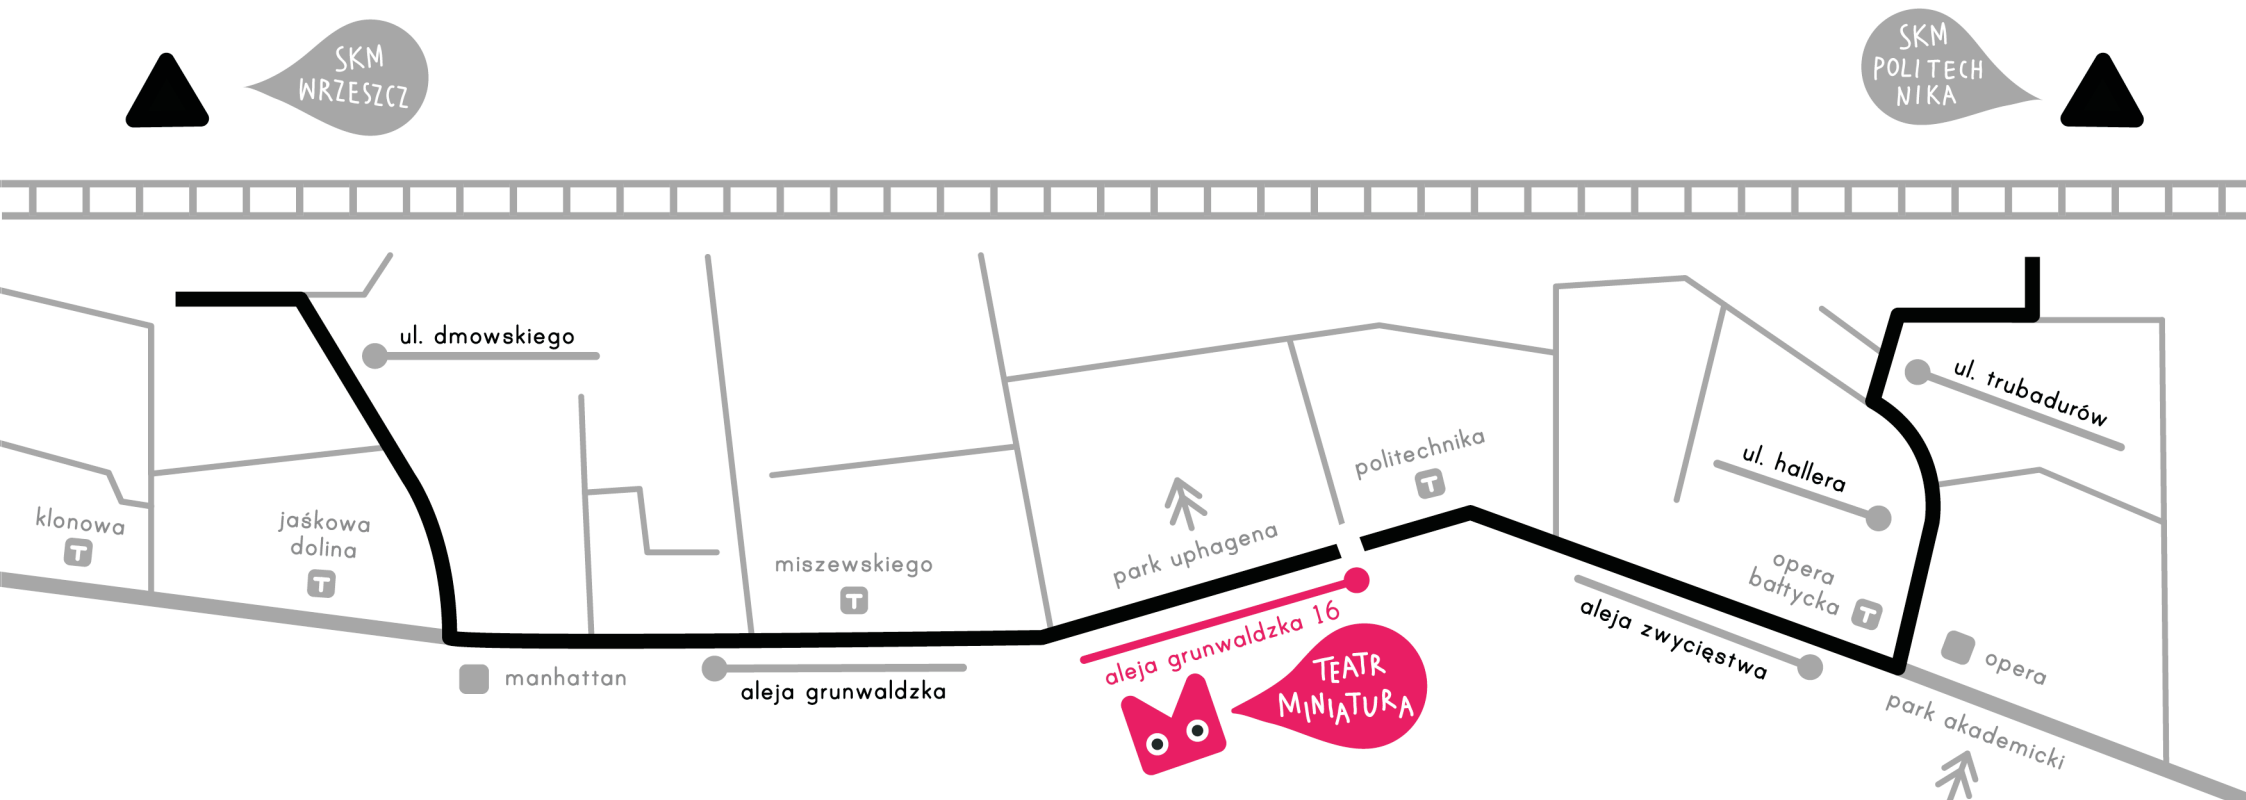 SKM
WRZESZCZ
SKM
POLITECH
NIKA
ul. dmowskiego
ul. trubadurów
ul. hallera
politechnika
T
klonowa
T
jaśkowa
dolina
T
miszewskiego
T
park uphagena
opera
bałtycka
T
aleja grunwaldzka 16
aleja zwycięstwa
TEATR
MINIATURA
manhattan
aleja grunwaldzka
opera
park akademicki